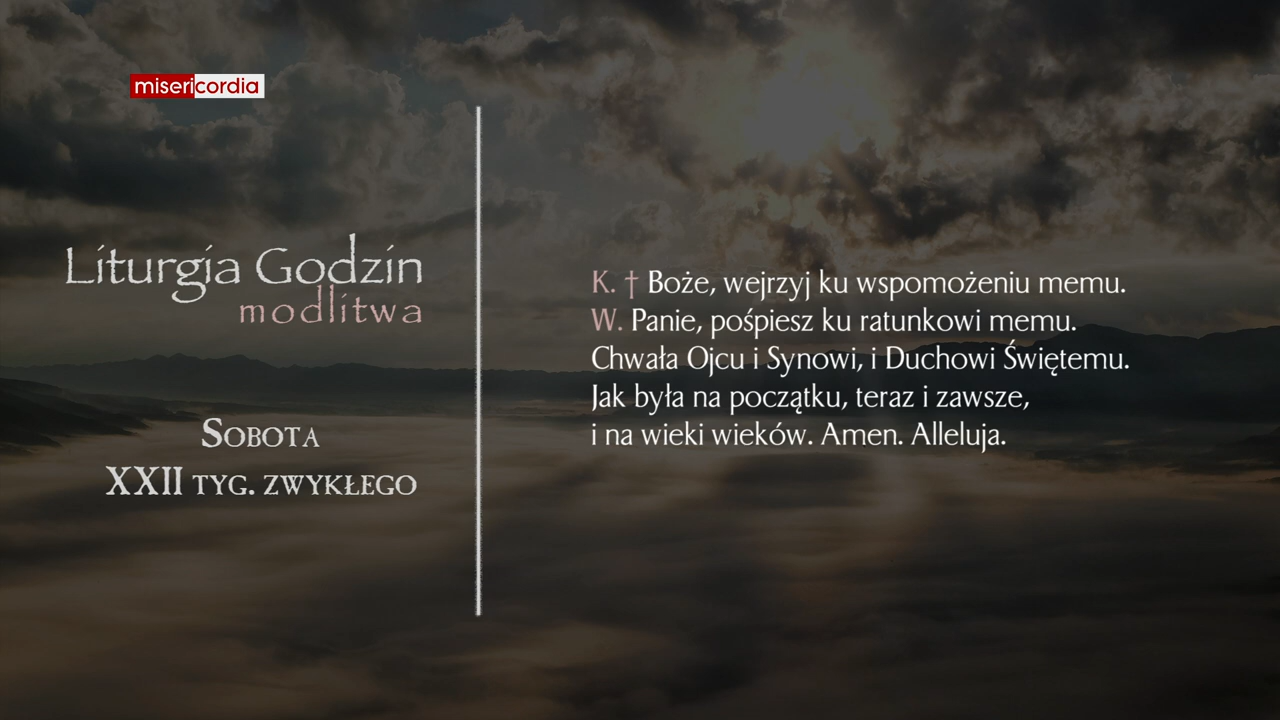 misericordia
Liturgia Godzin
modlitwa
Sobota
XXII tyg. zwykłego
K. † Boże, wejrzyj ku wspomożeniu memu.
W. Panie, pośpiesz ku ratunkowi memu.
Chwała Ojcu i Synowi, i Duchowi Świętemu.
Jak była na początku, teraz i zawsze,
i na wieki wieków. Amen. Alleluja.